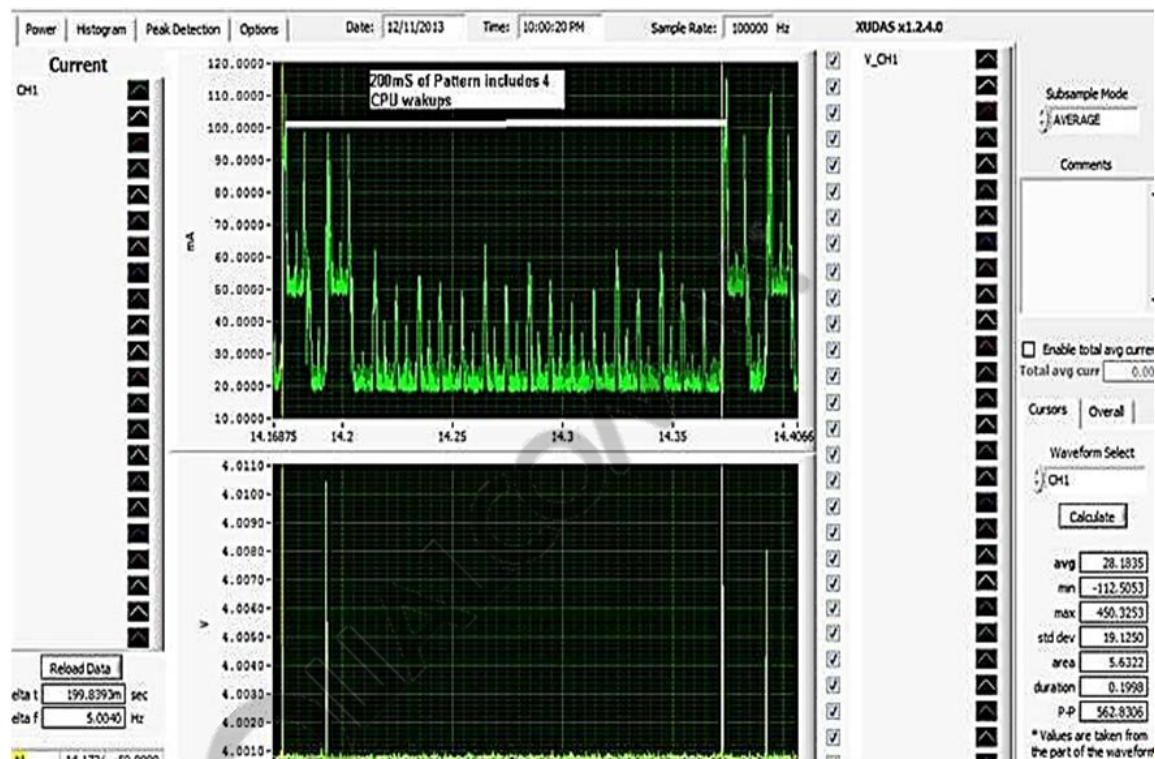 Power Histogram Peak Detection Options Date: 12/11/2013 Time: 10:00:20 PM Sample Rate: 100000 Hz XUDAS x1.2.4.0
Current
CH1
120.0000
110.0000
100.0000
90.0000
80.0000
70.0000
60.0000
50.0000
40.0000
30.0000
20.0000
10.0000
mA
200mS of Pattern includes 4
CPU wakups
14.16875 14.2 14.25 14.3 14.35 14.4066
4.0110
4.0100
4.0090
4.0080
4.0070
4.0060
4.0050
4.0040
4.0030
4.0020
4.0010
V
V_CH1
Subsample Mode
AVERAGE
Comments
Enable total avg curren
Total avg curr 0.00
Cursors Overall
Waveform Select
CH1
Calculate
avg 28.1835
min -112.5053
max 450.3253
std dev 19.1250
area 5.6322
duration 0.1998
P-P 562.8306
* Values are taken from
the part of the waveform
Reload Data
elta t 199.8393m sec
elta f 5.0040 Hz